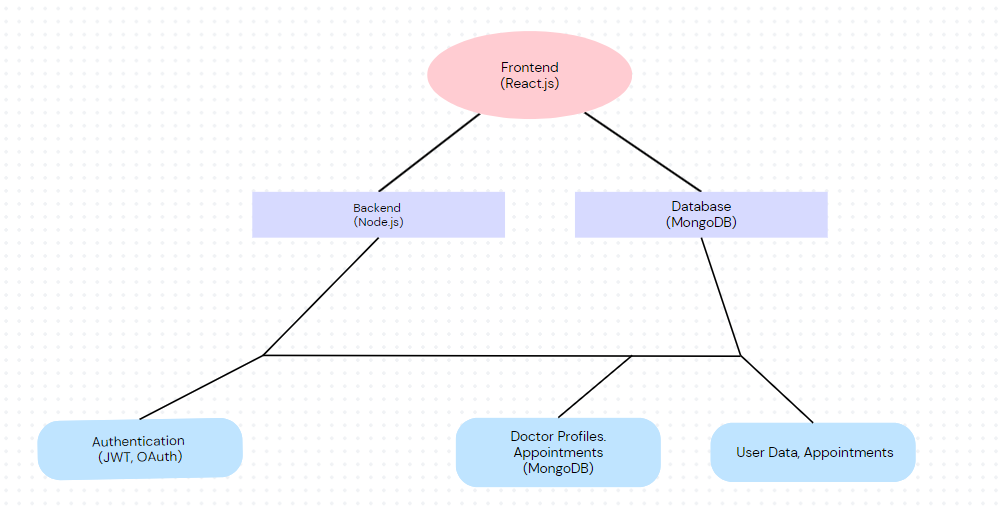 Frontend
(React.js)
Backend
(Node.js)
Database
(MongoDB)
Authentication
(JWT, OAuth)
Doctor Profiles.
Appointments
(MongoDB)
User Data, Appointments